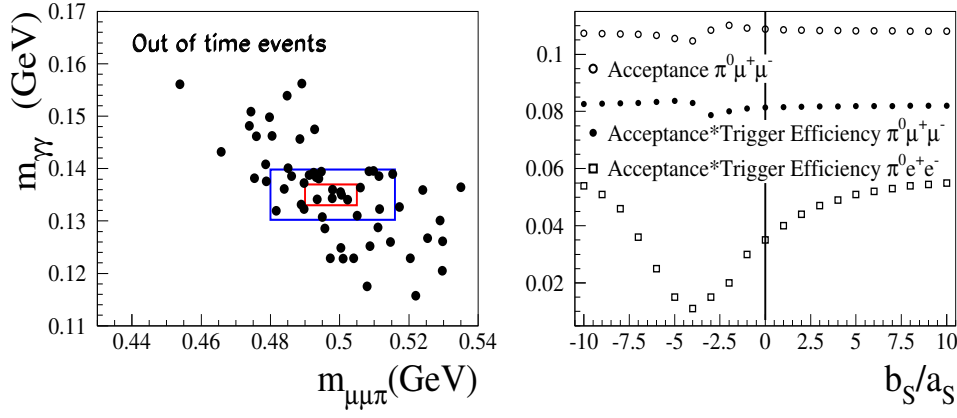 Out of time events
m_γγ (GeV)
0.17
0.16
0.15
0.14
0.13
0.12
0.11
0.44 0.46 0.48 0.5 0.52 0.54
m_μμπ(GeV)
0.1
0.08
0.06
0.04
0.02
Acceptance π⁰μ⁺μ⁻
Acceptance*Trigger Efficiency π⁰μ⁺μ⁻
Acceptance*Trigger Efficiency π⁰e⁺e⁻
-10 -7.5 -5 -2.5 0 2.5 5 7.5 10
b_S/a_S